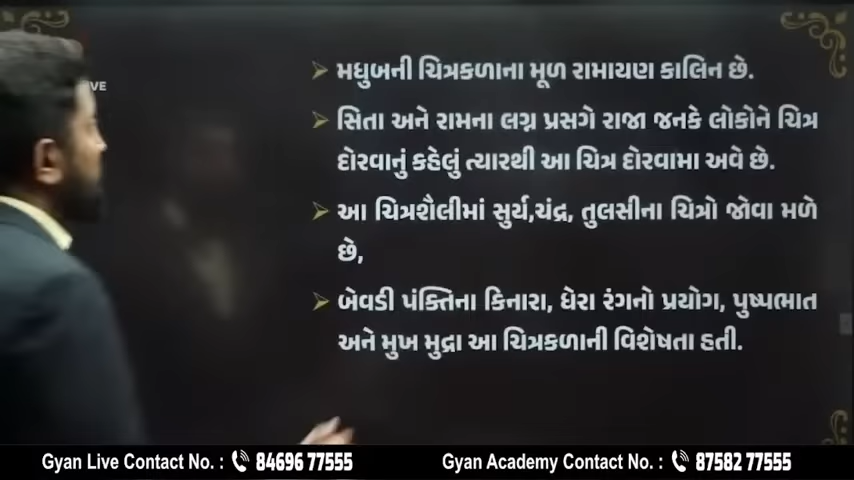 VE
મધુબની ચિત્રકળાના મૂળ રામાયણ કાલિન છે.
સિતા અને રામના લગ્ન પ્રસગે રાજા જનકે લોકોને ચિત્ર
દોરવાનું કહેલું ત્યારથી આ ચિત્ર દોરવામા અવે છે.
આ ચિત્રશૈલીમાં સુર્ય,ચંદ્ર, તુલસીના ચિત્રો જોવા મળે
છે,
બેવડી પંક્તિના કિનારા, ઘેરા રંગનો પ્રયોગ, પુષ્પભાત
અને મુખ મુદ્રા આ ચિત્રકળાની વિશેષતા હતી.
Gyan Live Contact No. : 84696 77555
Gyan Academy Contact No. : 87582 77555